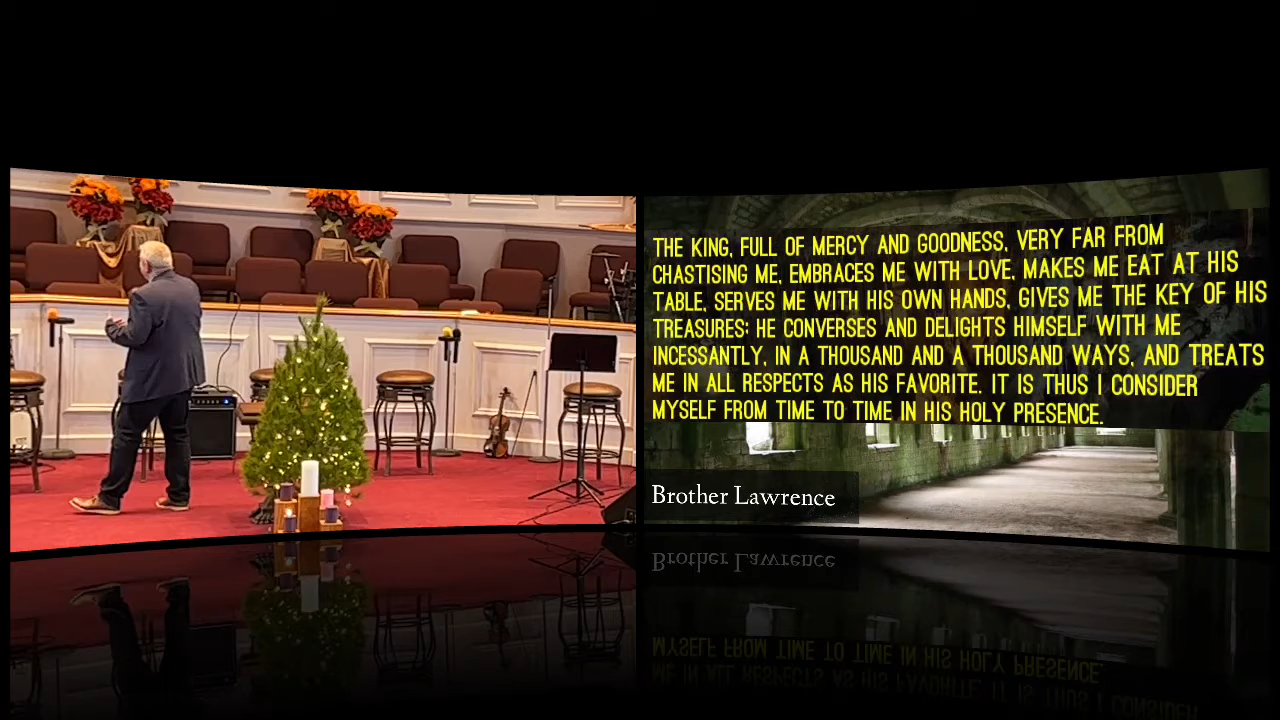 THE KING, FULL OF MERCY AND GOODNESS, VERY FAR FROM
CHASTISING ME, EMBRACES ME WITH LOVE, MAKES ME EAT AT HIS
TABLE, SERVES ME WITH HIS OWN HANDS, GIVES ME THE KEY OF HIS
TREASURES; HE CONVERSES AND DELIGHTS HIMSELF WITH ME
INCESSANTLY, IN A THOUSAND AND A THOUSAND WAYS, AND TREATS
ME IN ALL RESPECTS AS HIS FAVORITE. IT IS THUS I CONSIDER
MYSELF FROM TIME TO TIME IN HIS HOLY PRESENCE.
Brother Lawrence